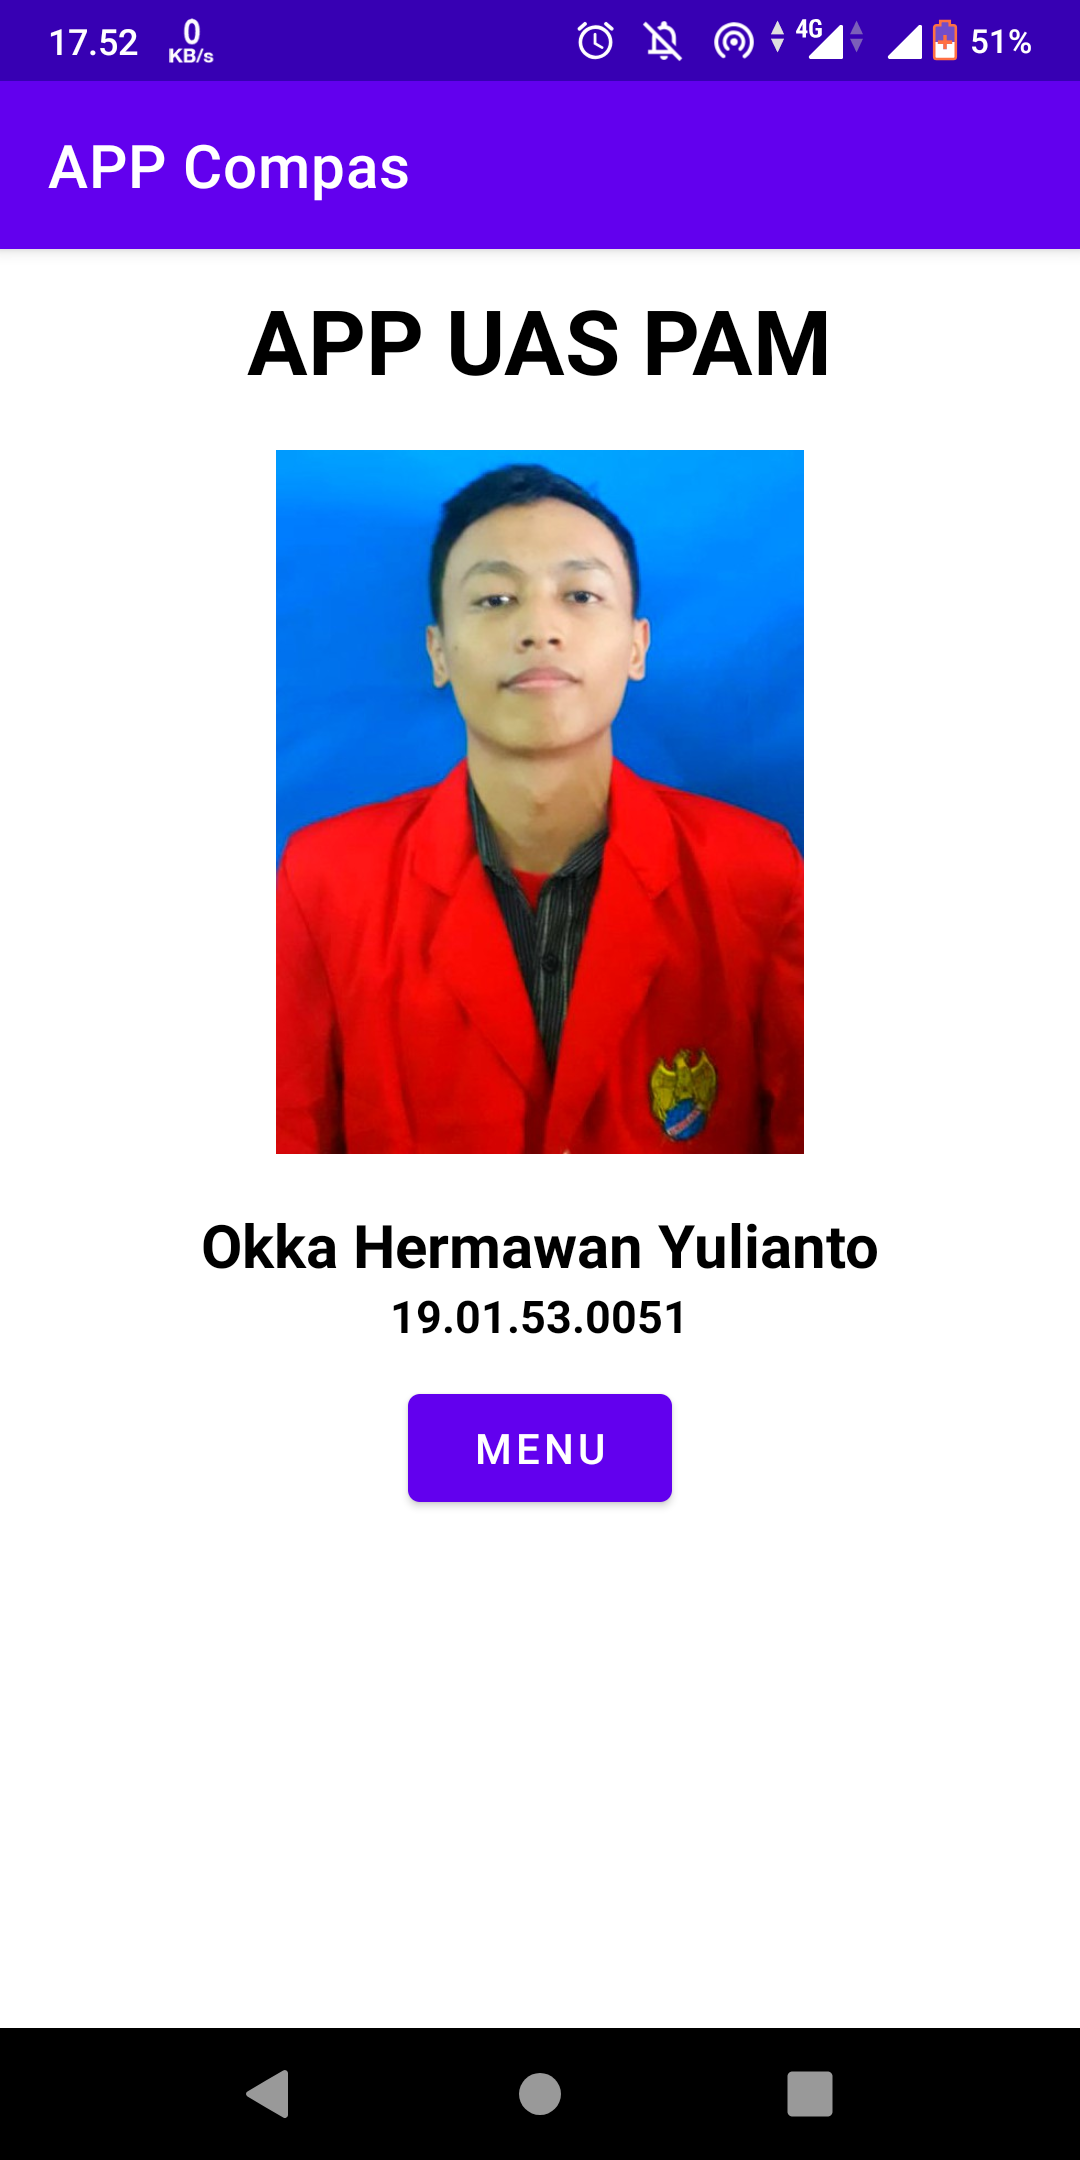 17.52
0
KB/s
4G
51%
APP Compas
APP UAS PAM
Okka Hermawan Yulianto
19.01.53.0051
MENU